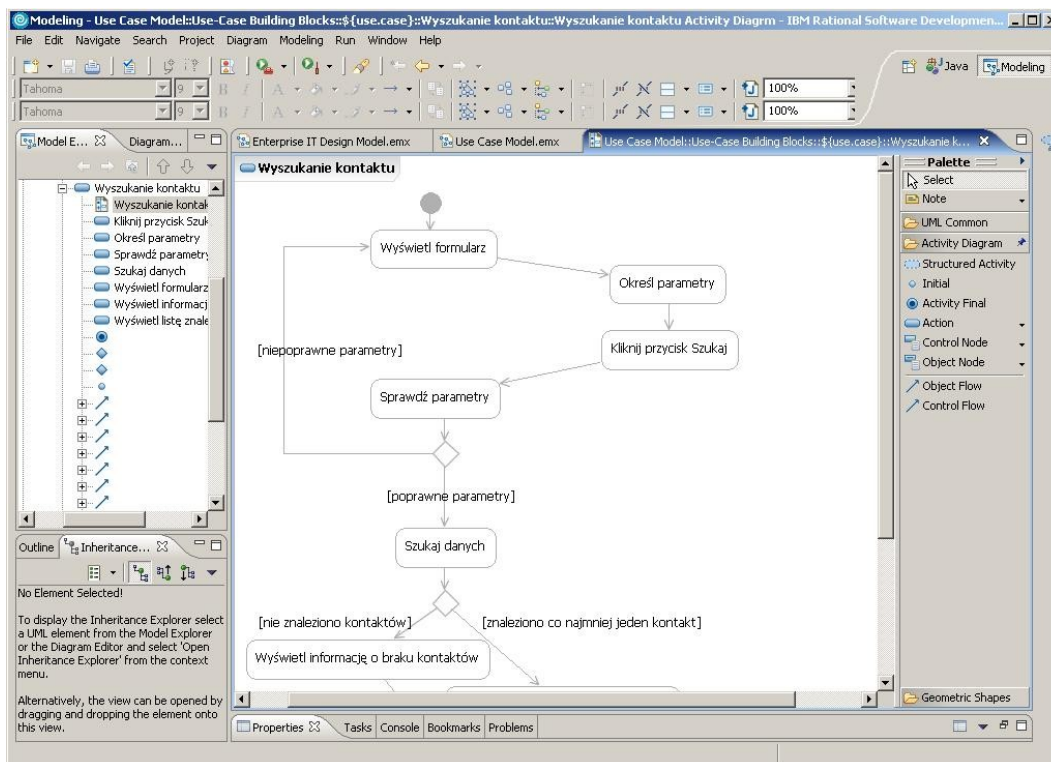 Modeling - Use Case Model::Use-Case Building Blocks::${use.case}::Wyszukanie kontaktu::Wyszukanie kontaktu Activity Diagrm - IBM Rational Software Developmen...
File Edit Navigate Search Project Diagram Modeling Run Window Help
Java Modeling
Tahoma 9 B I A 100%
Tahoma 9 B I A 100%
Model E... Diagram...
Enterprise IT Design Model.emx Use Case Model.emx Use Case Model::Use-Case Building Blocks::${use.case}::Wyszukanie k...
Wyszukanie kontaktu
Wyszukanie kontak
Kliknij przycisk Szuk
Określ parametry
Sprawdź parametry
Szukaj danych
Wyświetl formularz
Wyświetl informacj
Wyświetl listę znale
Outline Inheritance...
No Element Selected!
To display the Inheritance Explorer select
a UML element from the Model Explorer
or the Diagram Editor and select 'Open
Inheritance Explorer' from the context
menu.
Alternatively, the view can be opened by
dragging and dropping the element onto
this view.
Wyszukanie kontaktu
Wyświetl formularz
Określ parametry
[niepoprawne parametry]
Kliknij przycisk Szukaj
Sprawdź parametry
[poprawne parametry]
Szukaj danych
[nie znaleziono kontaktów]
[znaleziono co najmniej jeden kontakt]
Wyświetl informację o braku kontaktów
Palette
Select
Note
UML Common
Activity Diagram
Structured Activity
Initial
Activity Final
Action
Control Node
Object Node
Object Flow
Control Flow
Geometric Shapes
Properties Tasks Console Bookmarks Problems